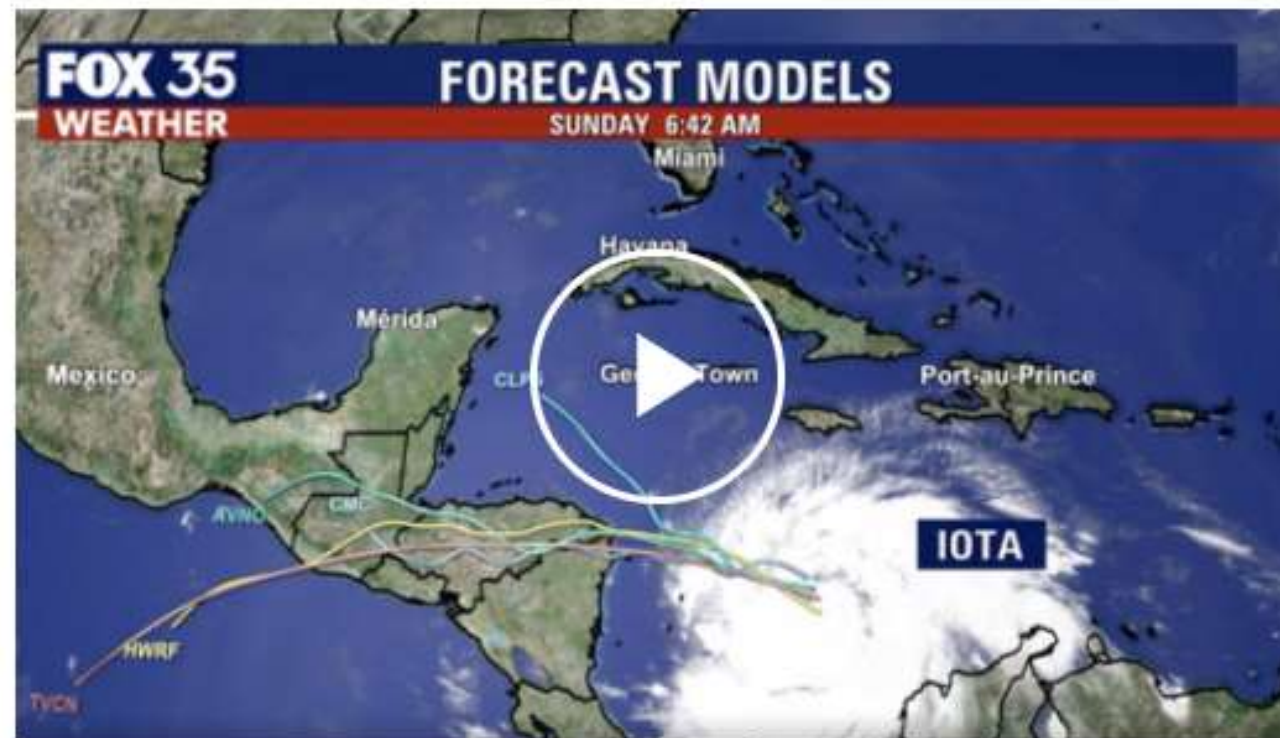 FOX 35
WEATHER
FORECAST MODELS
SUNDAY 6:42 AM
Miami
Havana
Mérida
Mexico
CLP5
Town
Port-au-Prince
AVNO
CMC
IOTA
HWRF
TVCN